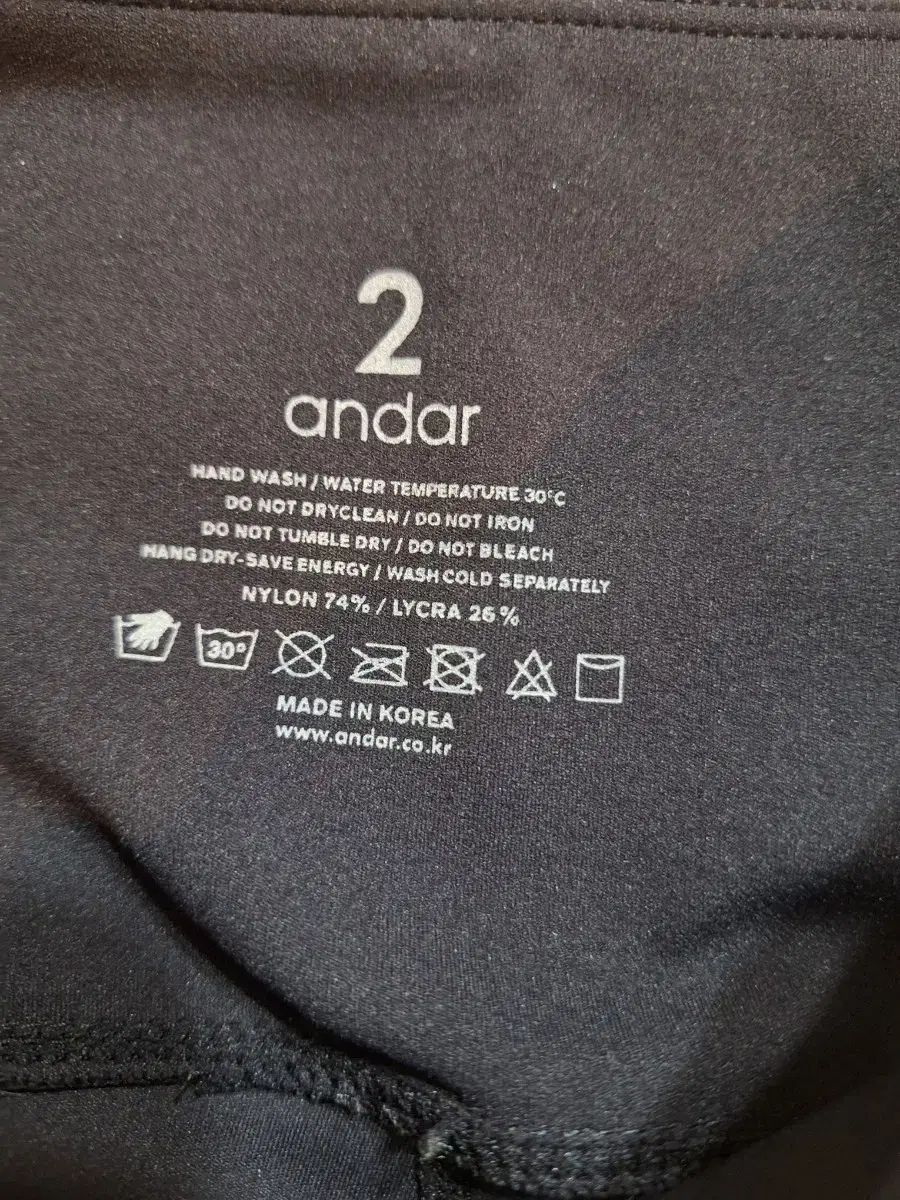 2
andar
HAND WASH / WATER TEMPERATURE 30°C
DO NOT DRYCLEAN / DO NOT IRON
DO NOT TUMBLE DRY / DO NOT BLEACH
HANG DRY-SAVE ENERGY / WASH COLD SEPARATELY
NYLON 74% / LYCRA 26%
30°
MADE IN KOREA
www.andar.co.kr